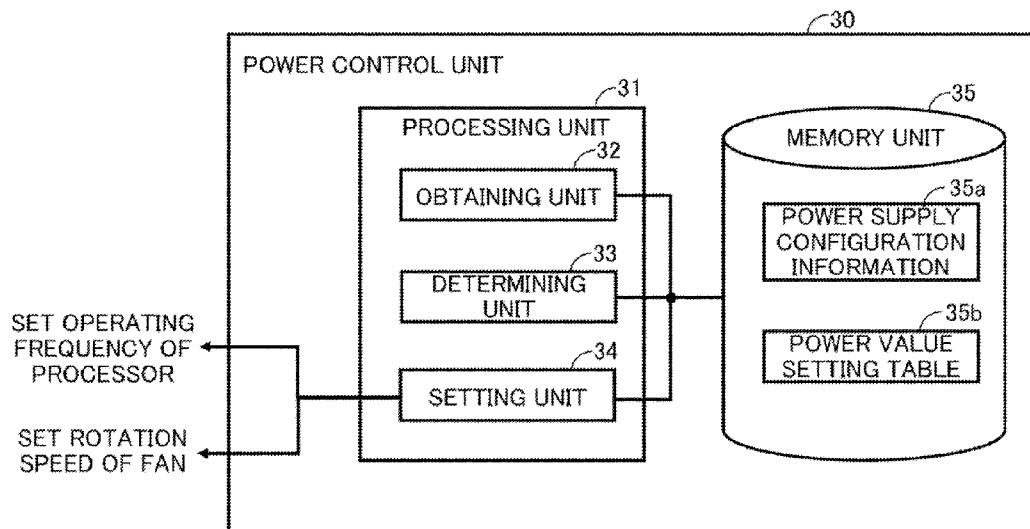 30
POWER CONTROL UNIT
31
PROCESSING UNIT
32
OBTAINING UNIT
33
DETERMINING
UNIT
34
SETTING UNIT
35
MEMORY UNIT
35a
POWER SUPPLY
CONFIGURATION
INFORMATION
35b
POWER VALUE
SETTING TABLE
SET OPERATING
FREQUENCY OF
PROCESSOR
SET ROTATION
SPEED OF FAN